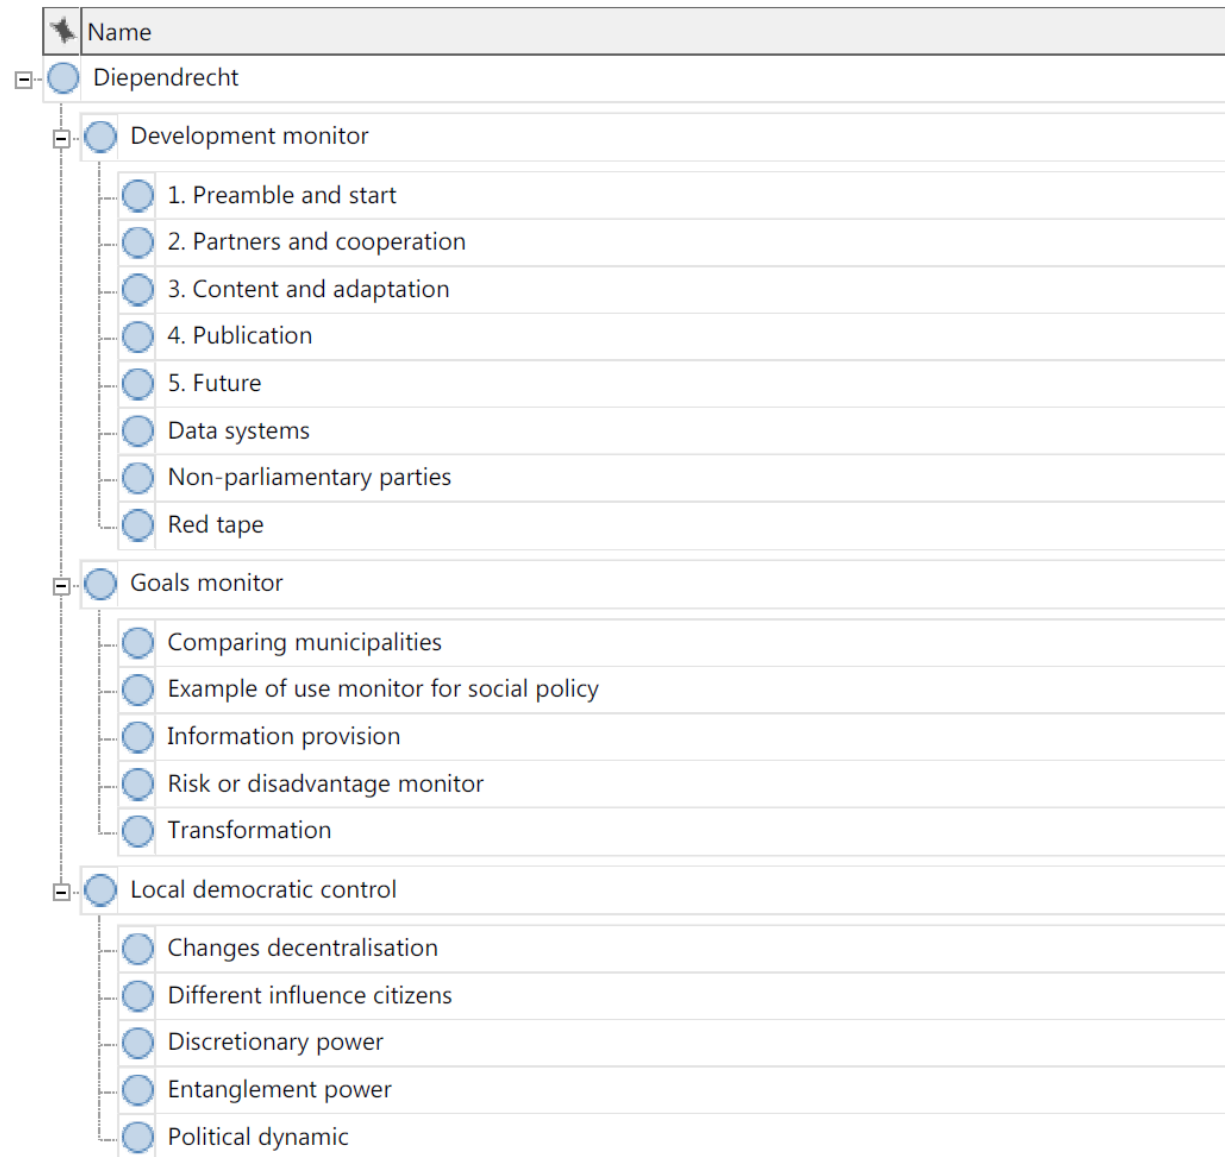 Name
Diependrecht
Development monitor
1. Preamble and start
2. Partners and cooperation
3. Content and adaptation
4. Publication
5. Future
Data systems
Non-parliamentary parties
Red tape
Goals monitor
Comparing municipalities
Example of use monitor for social policy
Information provision
Risk or disadvantage monitor
Transformation
Local democratic control
Changes decentralisation
Different influence citizens
Discretionary power
Entanglement power
Political dynamic